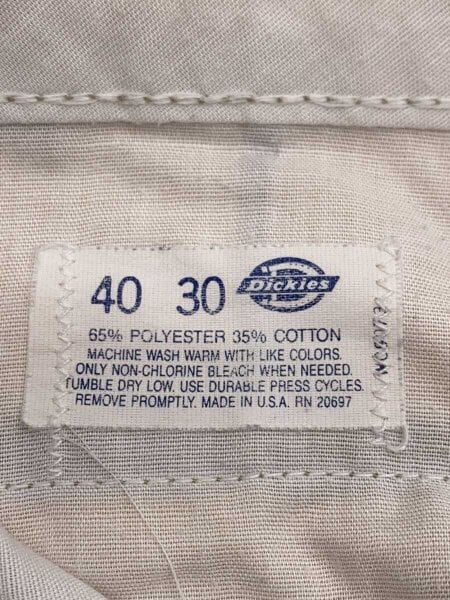 40 30 Dickies
65% POLYESTER 35% COTTON
MACHINE WASH WARM WITH LIKE COLORS.
ONLY NON-CHLORINE BLEACH WHEN NEEDED.
TUMBLE DRY LOW. USE DURABLE PRESS CYCLES.
REMOVE PROMPTLY. MADE IN U.S.A. RN 20697